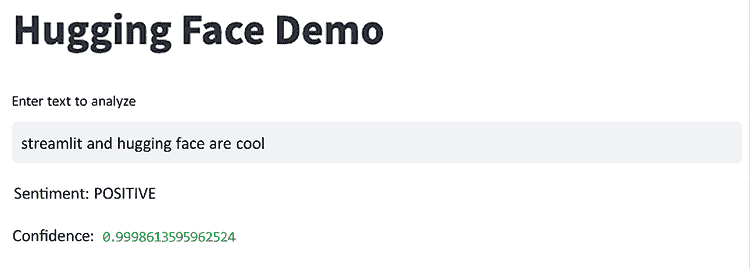 Hugging Face Demo
Enter text to analyze
streamlit and hugging face are cool
Sentiment: POSITIVE
Confidence: 0.9998613595962524